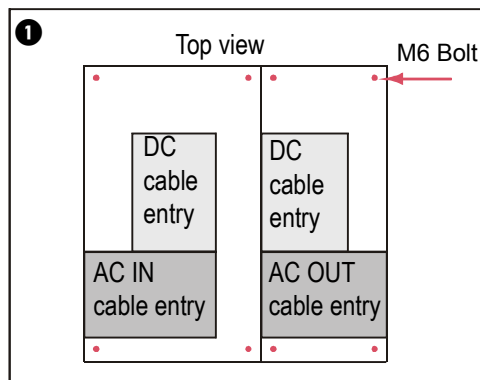 1
Top view
M6 Bolt
DC
cable
entry
DC
cable
entry
AC IN
cable entry
AC OUT
cable entry